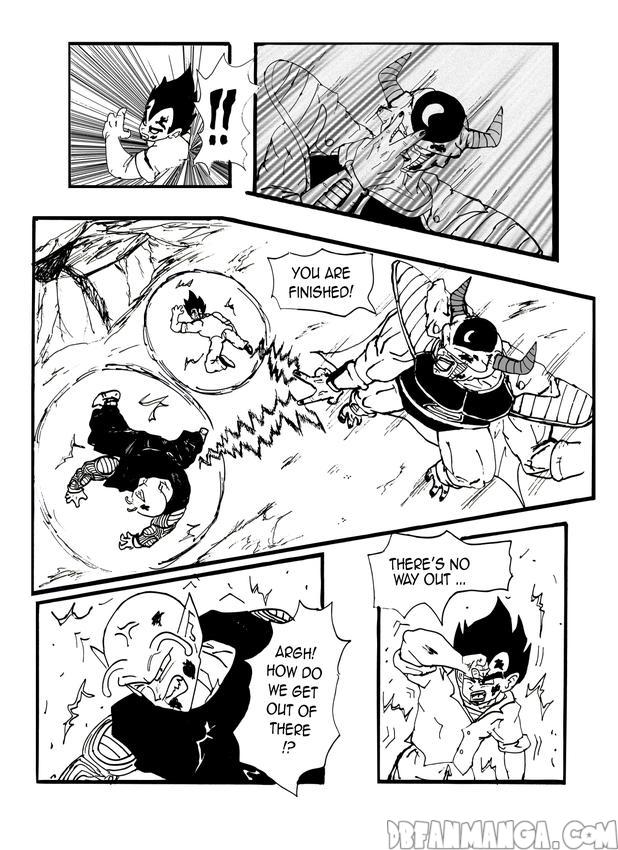 !!
YOU ARE
FINISHED!
ARGH!
HOW DO
WE GET
OUT OF
THERE
!?
THERE'S NO
WAY OUT ...
DBFANMANGA.COM